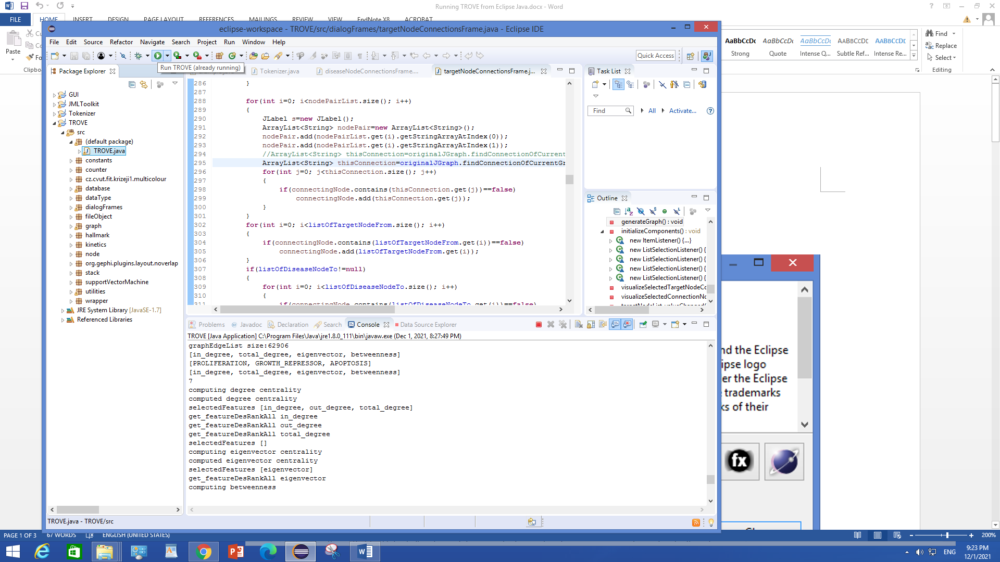 Running TROVE from Eclipse Java.docx - Word
FILE HOME INSERT DESIGN PAGE LAYOUT REFERENCES MAILINGS REVIEW VIEW EndNote X8 ACROBAT
Paste
AaBbCcDc AaBbCcDc AaBbCcDc AABBCCDE AABBCCDE
Strong Quote Intense Q... Subtle Ref... Intense Re...
Find
Replace
Select
Editing
eclipse-workspace - TROVE/src/dialogFrames/targetNodeConnectionsFrame.java - Eclipse IDE
File Edit Source Refactor Navigate Search Project Run Window Help
Quick Access
Run TROVE (already running)
Package Explorer
Tokenizer.java diseaseNodeConnectionsFrame.... targetNodeConnectionsFrame.j...
GUI
JMLToolkit
Tokenizer
TROVE
src
(default package)
TROVE.java
constants
counter
cz.cvut.fit.krizeji1.multicolour
database
dataType
dialogFrames
fileObject
graph
hallmark
kinetics
node
org.gephi.plugins.layout.noverlap
stack
supportVectorMachine
utilities
wrapper
JRE System Library [JavaSE-1.7]
Referenced Libraries
286 }
287
288 for(int i=0; i<nodePairList.size(); i++)
289 {
290 JLabel s=new JLabel();
291 ArrayList<String> nodePair=new ArrayList<String>();
292 nodePair.add(nodePairList.get(i).getStringArrayAtIndex(0));
293 nodePair.add(nodePairList.get(i).getStringArrayAtIndex(1));
294 //ArrayList<String> thisConnection=originalJGraph.findConnectionOfCurrent
295 ArrayList<String> thisConnection=originalJGraph.findConnectionOfCurrentGr
296 for(int j=0; j<thisConnection.size(); j++)
297 {
298 if(connectingNode.contains(thisConnection.get(j))==false)
299 connectingNode.add(thisConnection.get(j));
300 }
301 }
302 for(int i=0; i<listOfTargetNodeFrom.size(); i++)
303 {
304 if(connectingNode.contains(listOfTargetNodeFrom.get(i))==false)
305 connectingNode.add(listOfTargetNodeFrom.get(i));
306 }
307 if(listOfDiseaseNodeTo!=null)
308 {
309 for(int i=0; i<listOfDiseaseNodeTo.size(); i++)
310 {
311 if(connectingNode.contains(listOfDiseaseNodeTo.get(i))==false)
Task List
Find All Activate...
Outline
generateGraph() : void
initializeComponents() : void
new ItemListener() {...}
new ListSelectionListener() {
new ListSelectionListener() {
new ListSelectionListener() {
new ListSelectionListener() {
visualizeSelectedTargetNodeCc
visualizeSelectedConnectionNo
Problems Javadoc Declaration Search Console Data Source Explorer
TROVE [Java Application] C:\Program Files\Java\jre1.8.0_111\bin\javaw.exe (Dec 1, 2021, 8:27:49 PM)
graphEdgeList size:62906
[in_degree, total_degree, eigenvector, betweenness]
[PROLIFERATION, GROWTH_REPRESSOR, APOPTOSIS]
[in_degree, total_degree, eigenvector, betweenness]
7
computing degree centrality
computed degree centrality
selectedFeatures [in_degree, out_degree, total_degree]
get_featureDesRankAll in_degree
get_featureDesRankAll out_degree
get_featureDesRankAll total_degree
selectedFeatures []
computing eigenvector centrality
computed eigenvector centrality
selectedFeatures [eigenvector]
get_featureDesRankAll eigenvector
computing betweenness
TROVE.java - TROVE/src
nd the Eclipse
ipse logo
er the Eclipse
trademarks
ks of their
fx
PAGE 1 OF 3 67 WORDS ENGLISH (UNITED STATES)
200%
ENG
9:23 PM
12/1/2021